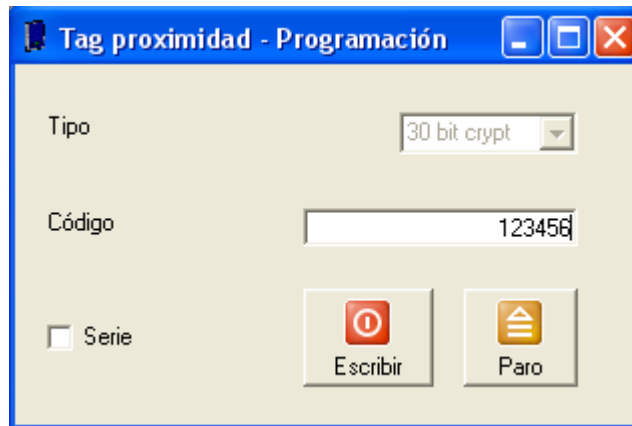 Tag proximidad - Programación
Tipo
30 bit crypt
Código
123456
Serie
Escribir
Paro